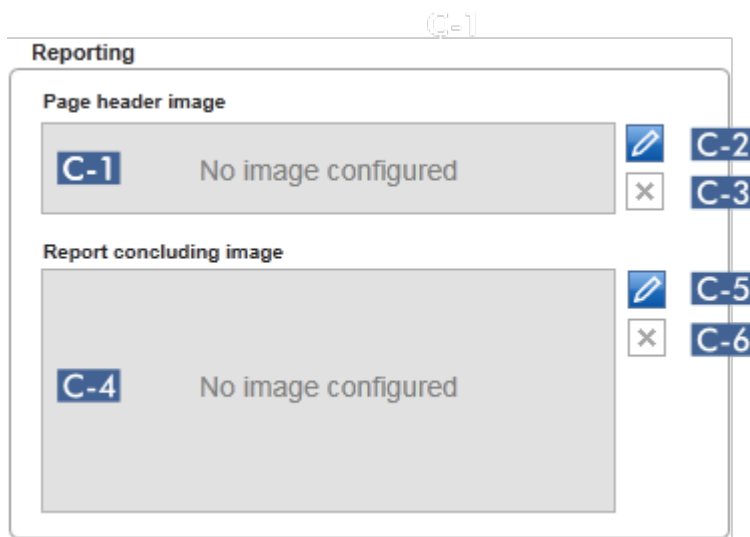 C-1
Reporting
Page header image
C-1 No image configured
C-2
C-3
Report concluding image
C-5
C-6
C-4 No image configured